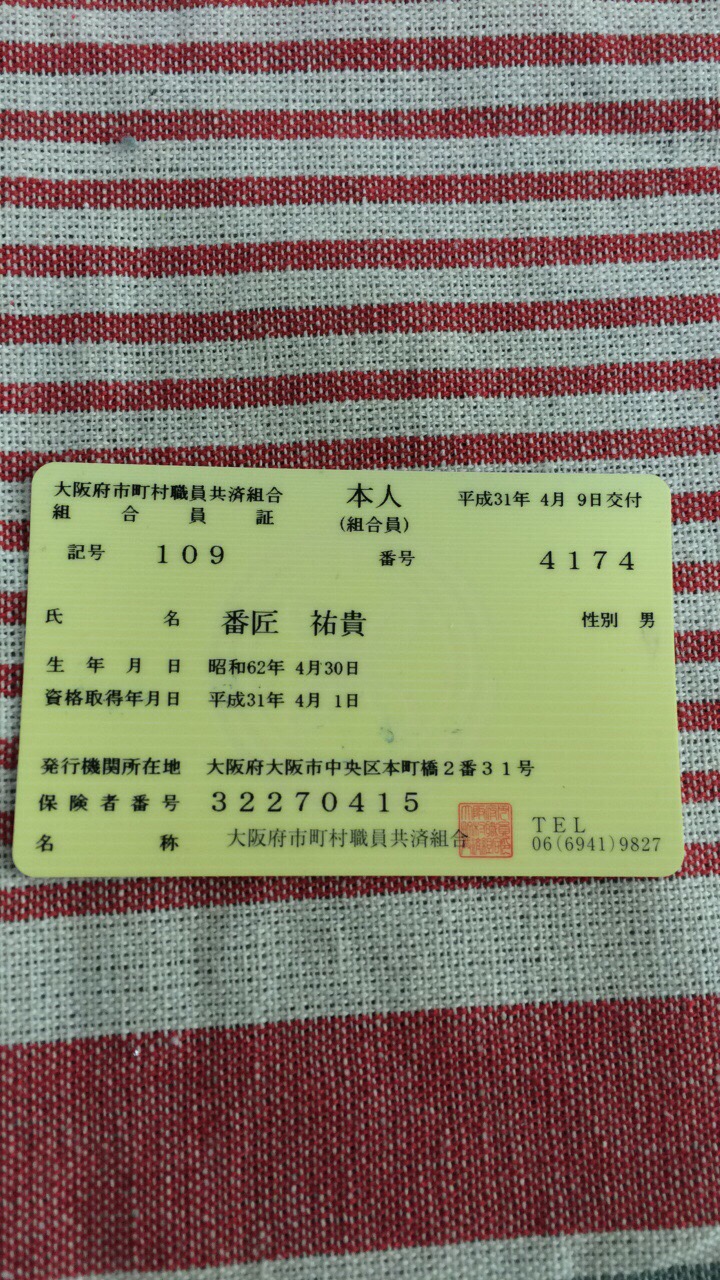 大阪府市町村職員共済組合 本人 平成31年 4月 9日交付
組合員証 (組合員)
記号 109 番号 4174
氏名 番匠 祐貴 性別 男
生年月日 昭和62年 4月30日
資格取得年月日 平成31年 4月 1日
発行機関所在地 大阪府大阪市中央区本町橋2番31号
保険者番号 32270415
名称 大阪府市町村職員共済組合 TEL
06(6941)9827